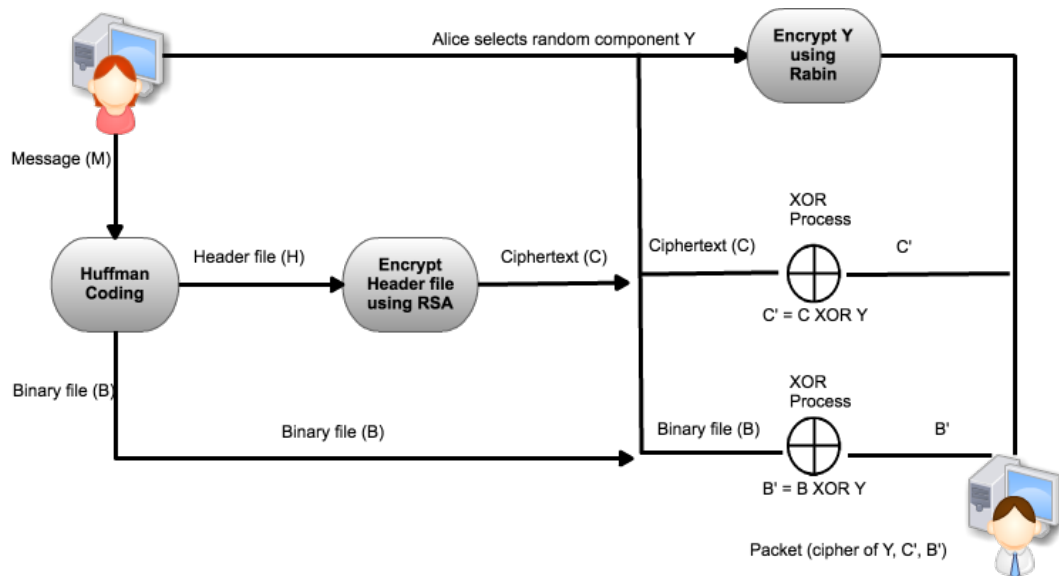 Alice selects random component Y
Encrypt Y
using
Rabin
Message (M)
XOR
Process
Huffman
Coding
Header file (H)
Encrypt
Header file
using RSA
Ciphertext (C)
Ciphertext (C)
C'
C' = C XOR Y
Binary file (B)
XOR
Process
Binary file (B)
Binary file (B)
B'
B' = B XOR Y
Packet (cipher of Y, C', B')